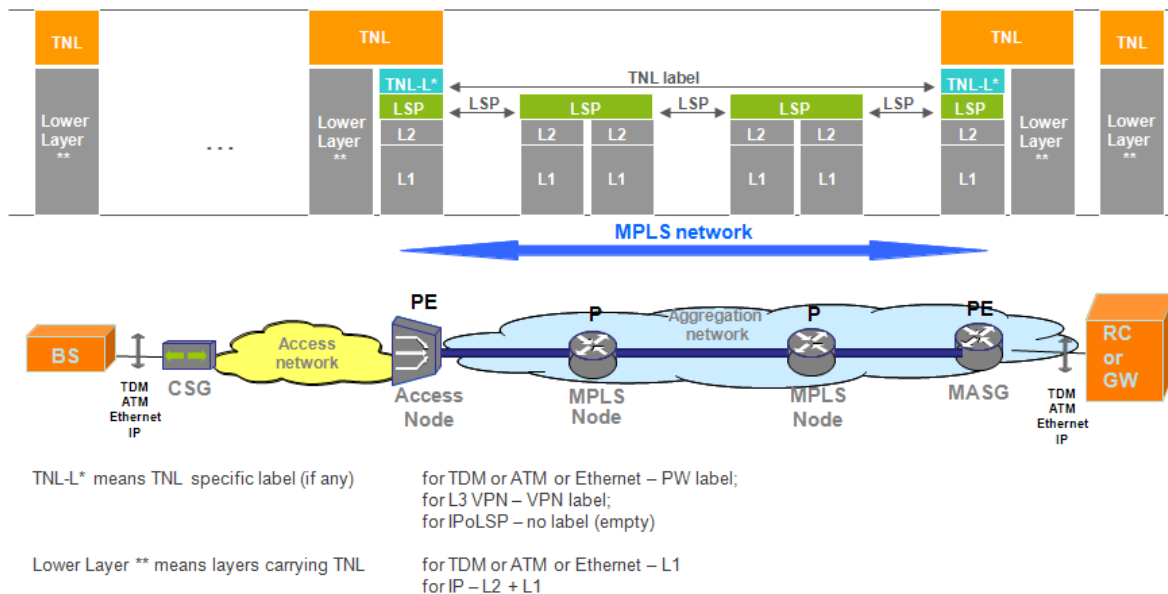 TNL
TNL
TNL
TNL
TNL-L*
TNL label
TNL-L*
LSP
LSP
LSP
LSP
LSP
LSP
LSP
Lower
Layer
**
. . .
Lower
Layer
**
L2
L2
L2
L2
L2
L2
Lower
Layer
**
Lower
Layer
**
L1
L1
L1
L1
L1
L1
MPLS network
PE
P
Aggregation
network
P
PE
BS
Access
network
RC
or
GW
TDM
ATM
Ethernet
IP
CSG
Access
Node
MPLS
Node
MPLS
Node
MASG
TDM
ATM
Ethernet
IP
TNL-L* means TNL specific label (if any)
for TDM or ATM or Ethernet – PW label;
for L3 VPN – VPN label;
for IPoLSP – no label (empty)
Lower Layer ** means layers carrying TNL
for TDM or ATM or Ethernet – L1
for IP – L2 + L1